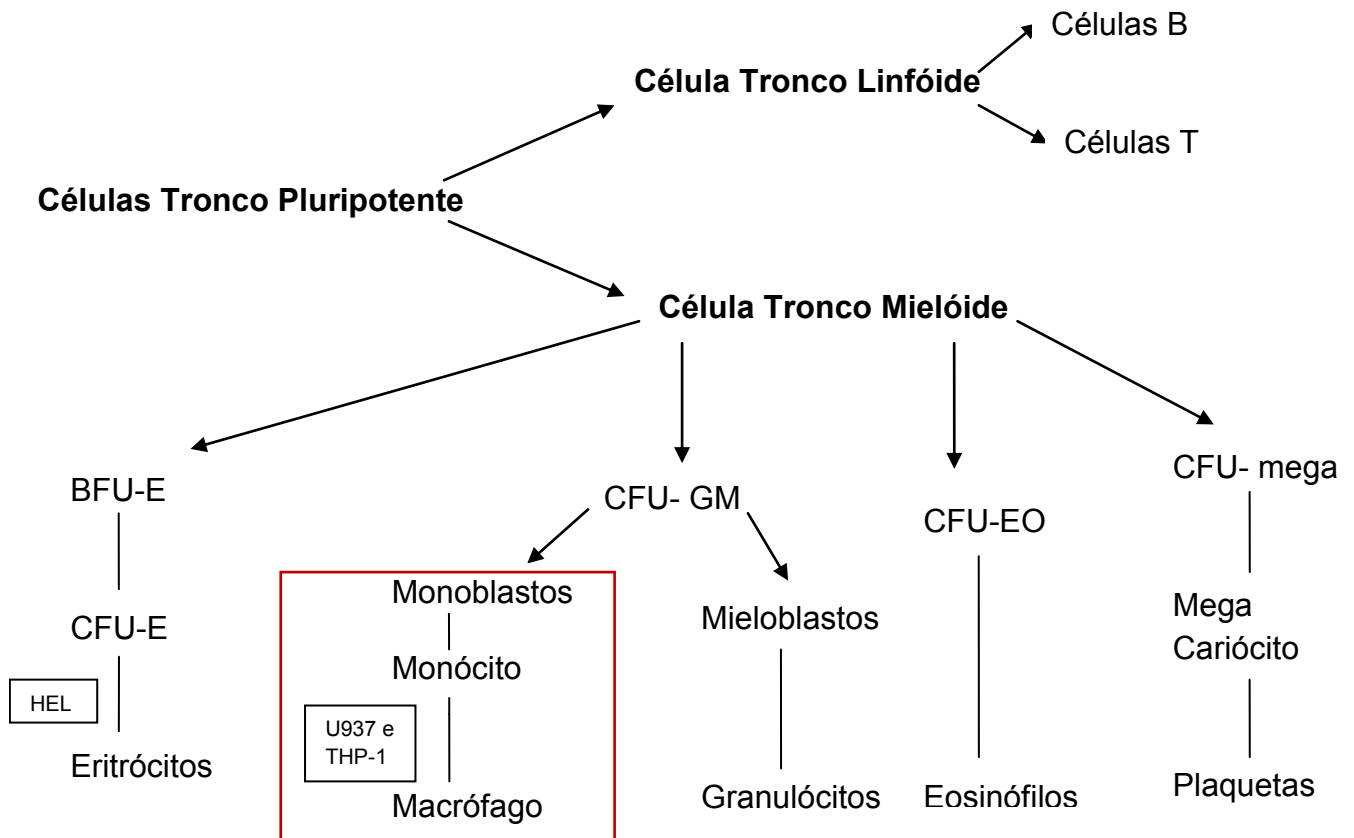 Células B
Célula Tronco Linfóide
Células T
Células Tronco Pluripotente
Célula Tronco Mielóide
BFU-E
CFU- GM
CFU-EO
CFU- mega
CFU-E
Monoblastos
Mieloblastos
Mega
Cariócito
Monócito
HEL
U937 e
THP-1
Eritrócitos
Macrófago
Granulócitos
Eosinófilos
Plaquetas